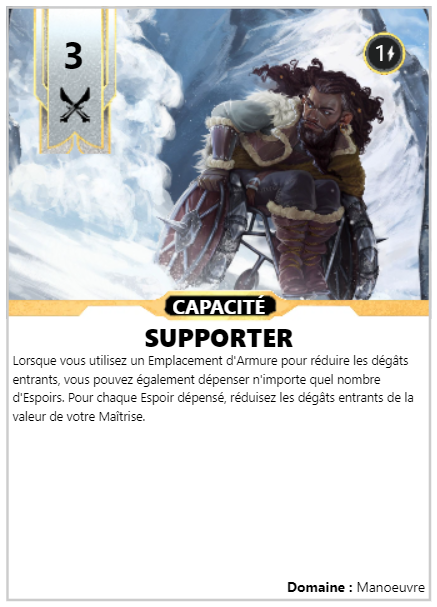 3
1
CAPACITÉ
SUPPORTER
Lorsque vous utilisez un Emplacement d'Armure pour réduire les dégâts
entrants, vous pouvez également dépenser n'importe quel nombre
d'Espoirs. Pour chaque Espoir dépensé, réduisez les dégâts entrants de la
valeur de votre Maîtrise.
Domaine : Manoeuvre